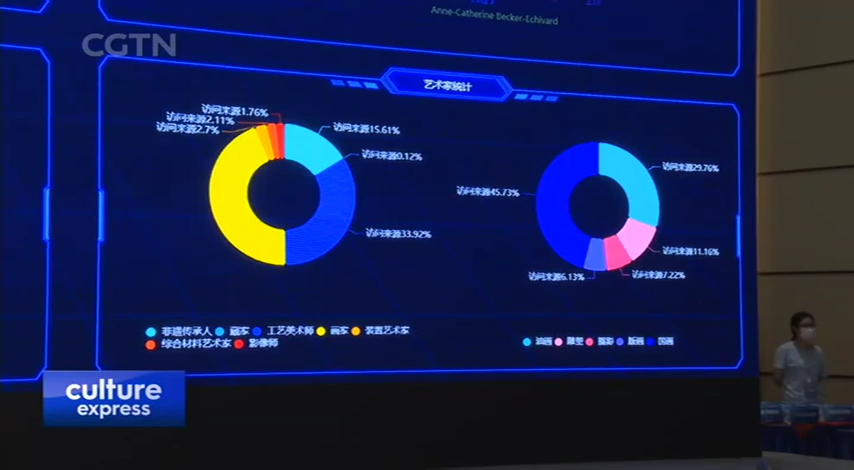 Anne-Catherine Becker-Echivard
CGTN
艺术家统计
访问来源1.76%
访问来源2.11%
访问来源2.7%
访问来源15.61%
访问来源0.12%
访问来源33.92%
访问来源29.76%
访问来源45.73%
访问来源11.16%
访问来源7.22%
访问来源6.13%
非遗传承人 藏家 工艺美术师 画家 装置艺术家
综合材料艺术家 影像师
油画 雕塑 摄影 版画 国画
culture
express